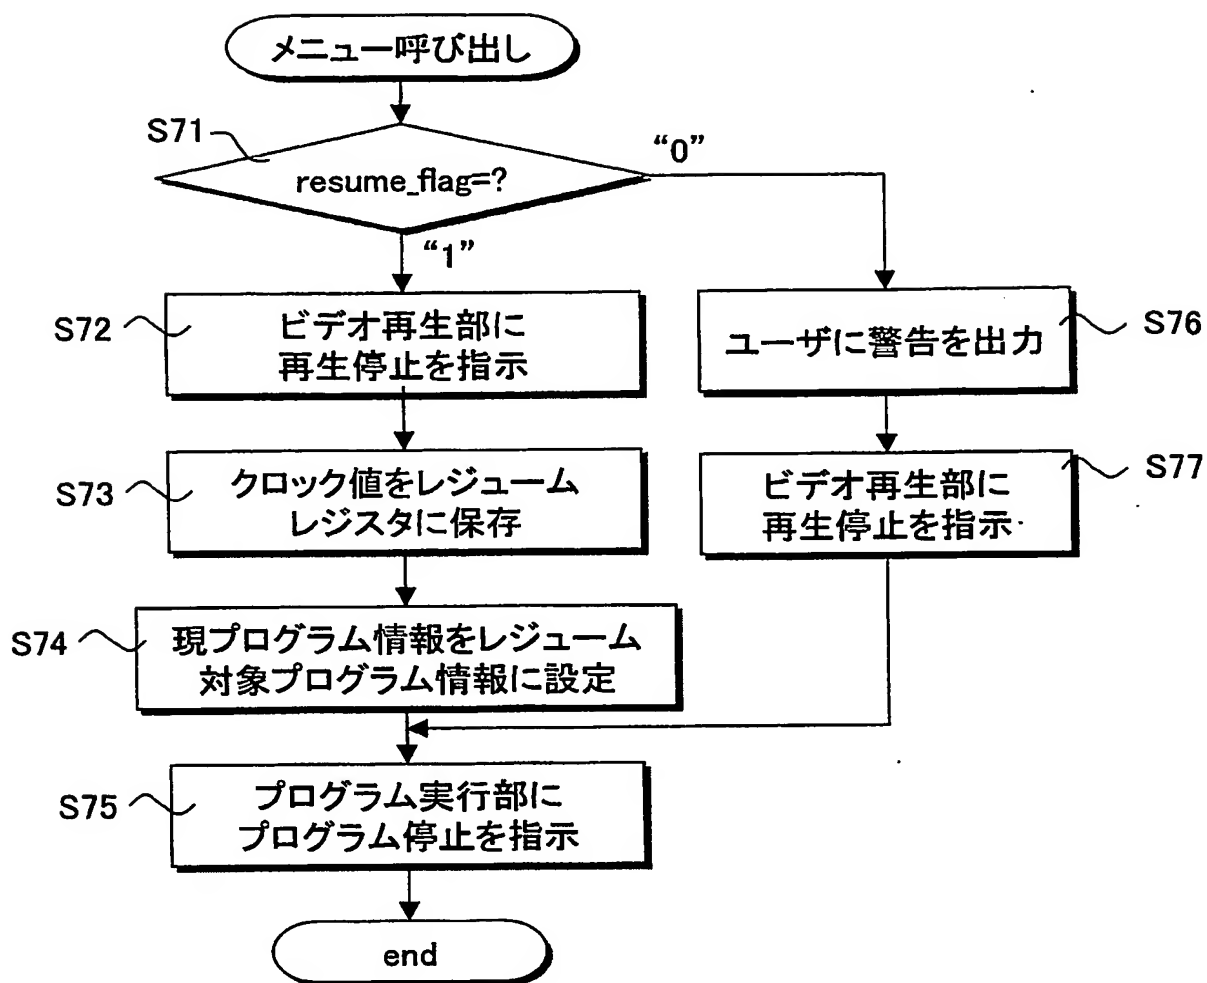 メニュー呼び出し
S71
resume_flag=?
“0”
“1”
S72
ビデオ再生部に
再生停止を指示
S76
ユーザに警告を出力
S73
クロック値をレジューム
レジスタに保存
S77
ビデオ再生部に
再生停止を指示
S74
現プログラム情報をレジューム
対象プログラム情報に設定
S75
プログラム実行部に
プログラム停止を指示
end